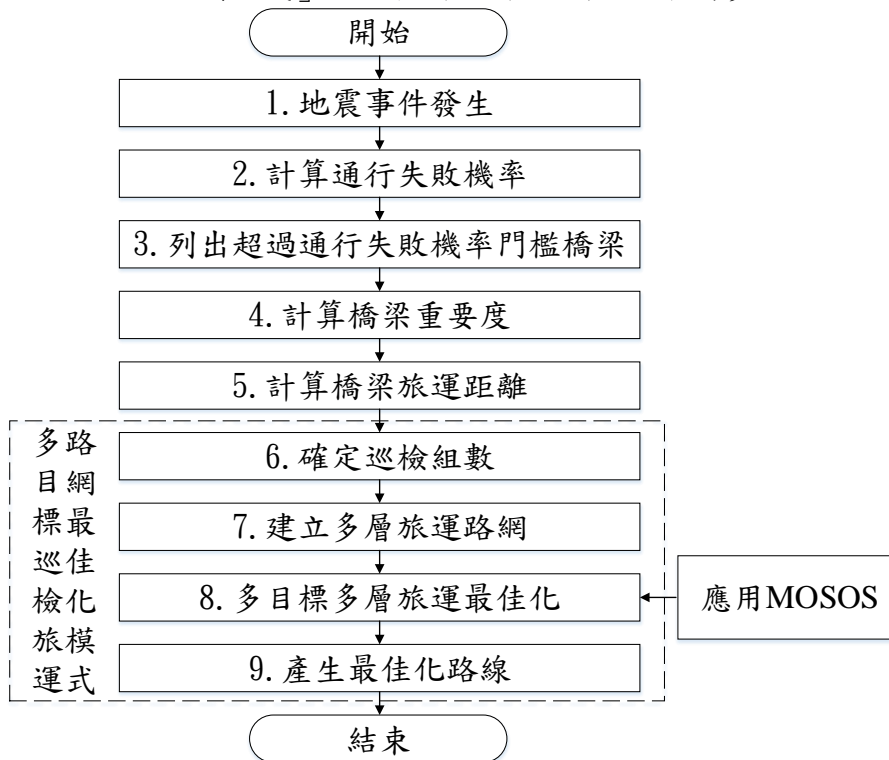 開始
1.地震事件發生
2.計算通行失敗機率
3.列出超過通行失敗機率門檻橋梁
4.計算橋梁重要度
5.計算橋梁旅運距離
多目標巡檢旅運
路網最佳化模式
6.確定巡檢組數
7.建立多層旅運路網
8.多目標多層旅運最佳化
應用MOSOS
9.產生最佳化路線
結束